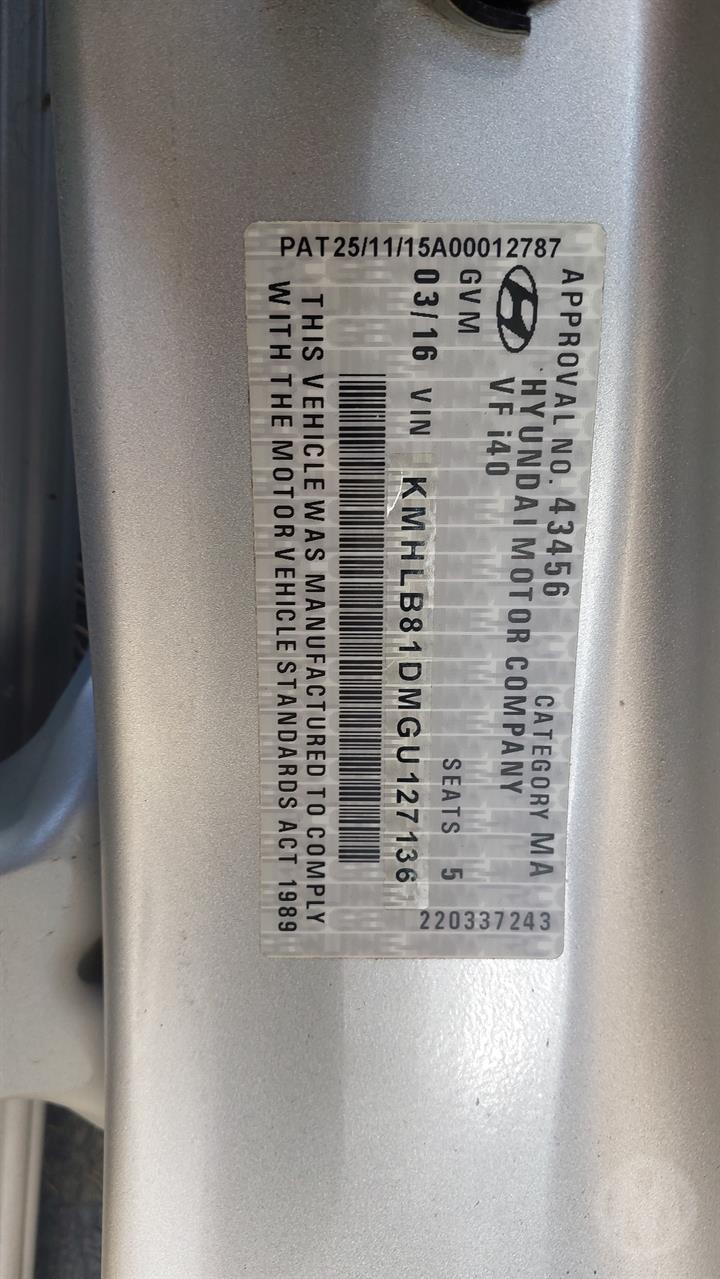 PAT25/11/15A00012787
APPROVAL NO. 43456 CATEGORY MA
HYUNDAI MOTOR COMPANY
VF i40
GVM SEATS 5
03/16 VIN KMHLB81DMGU127136
THIS VEHICLE WAS MANUFACTURED TO COMPLY
WITH THE MOTOR VEHICLE STANDARDS ACT 1989
220337243